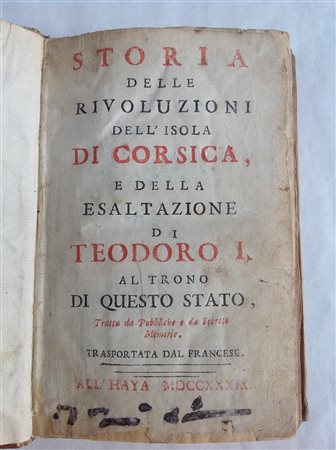 STORIA
DELLE
RIVOLUZIONI
DELL'ISOLA
DI CORSICA,
E DELLA
ESALTAZIONE
DI
TEODORO I.
AL TRONO
DI QUESTO STATO,
Tratta da Pubbliche e da Secrete
Memorie.
TRASPORTATA DAL FRANCESE.
ALL'HAYA MDCCXXXIX.